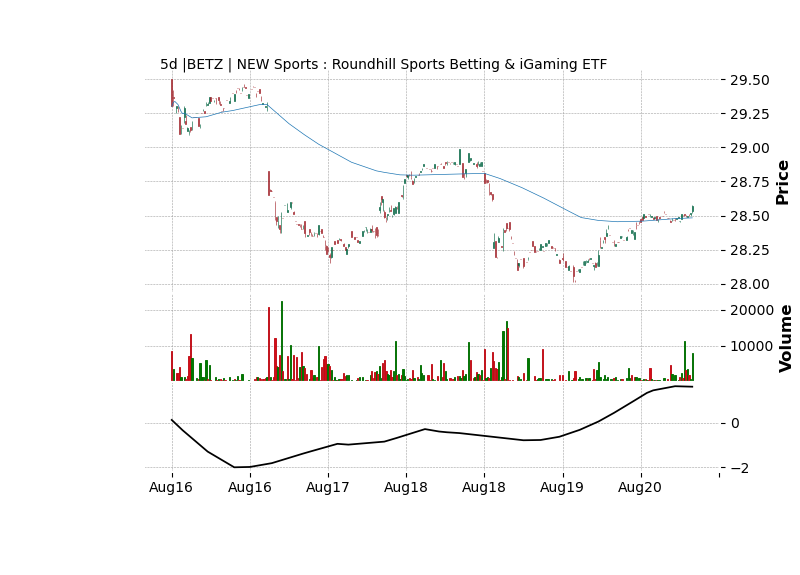 5d |BETZ | NEW Sports : Roundhill Sports Betting & iGaming ETF
29.50
29.25
29.00
28.75
28.50
28.25
28.00
Price
20000
10000
Volume
0
−2
Aug16 Aug16 Aug17 Aug18 Aug18 Aug19 Aug20